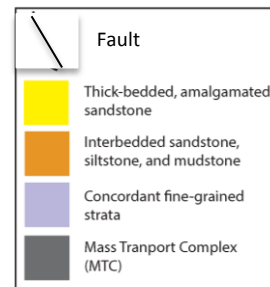 Fault
Thick-bedded, amalgamated
sandstone
Interbedded sandstone,
siltstone, and mudstone
Concordant fine-grained
strata
Mass Tranport Complex
(MTC)